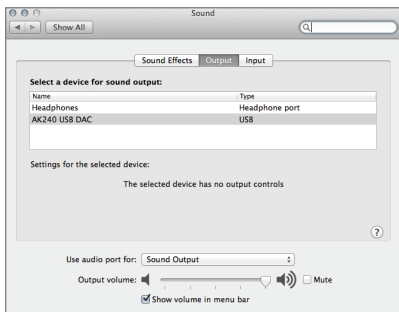 Sound
Show All
Sound Effects Output Input
Select a device for sound output:
Name Type
Headphones Headphone port
AK240 USB DAC USB
Settings for the selected device:
The selected device has no output controls
?
Use audio port for: Sound Output
Output volume: Mute
Show volume in menu bar